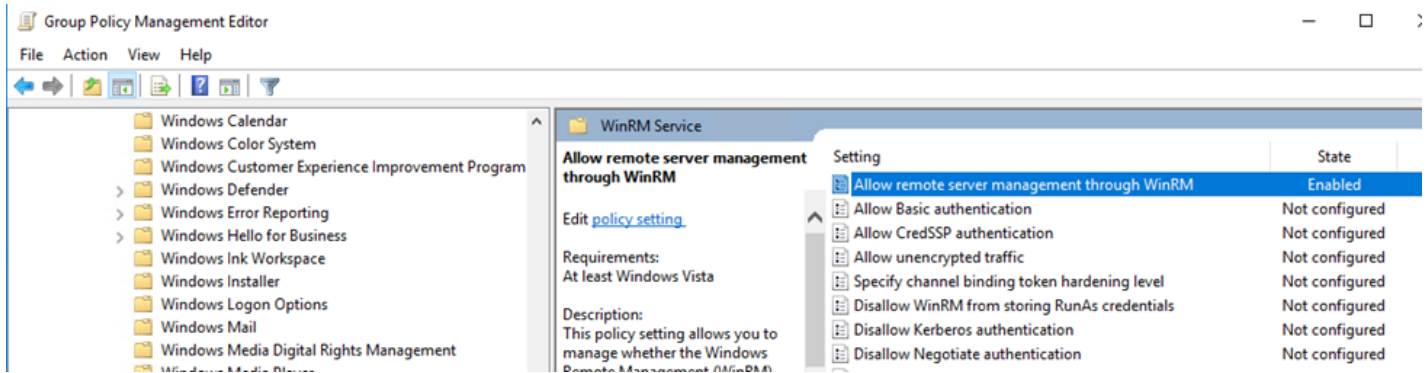 Group Policy Management Editor
File Action View Help
Windows Calendar
Windows Color System
Windows Customer Experience Improvement Program
Windows Defender
Windows Error Reporting
Windows Hello for Business
Windows Ink Workspace
Windows Installer
Windows Logon Options
Windows Mail
Windows Media Digital Rights Management
Windows Media Player
WinRM Service
Allow remote server management
through WinRM
Edit policy setting
Requirements:
At least Windows Vista
Description:
This policy setting allows you to
manage whether the Windows
Remote Management (WinRM)
Setting State
Allow remote server management through WinRM Enabled
Allow Basic authentication Not configured
Allow CredSSP authentication Not configured
Allow unencrypted traffic Not configured
Specify channel binding token hardening level Not configured
Disallow WinRM from storing RunAs credentials Not configured
Disallow Kerberos authentication Not configured
Disallow Negotiate authentication Not configured